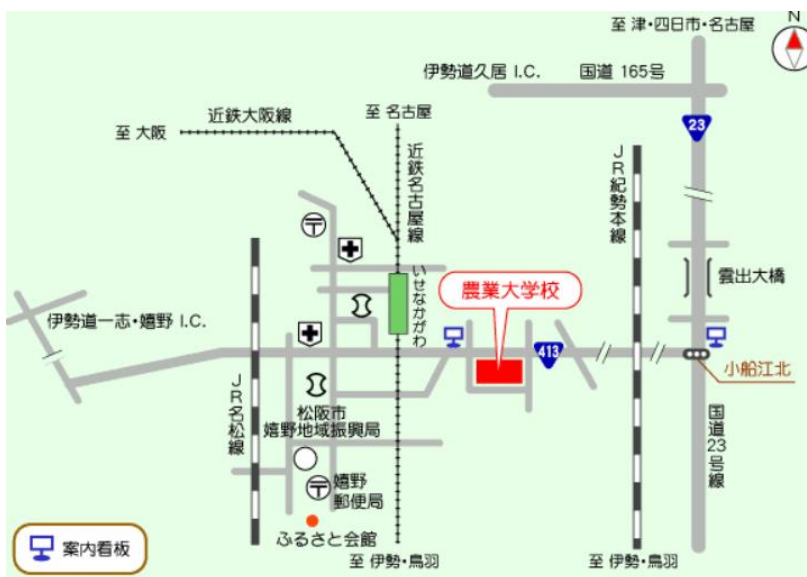 N
至 津・四日市・名古屋
伊勢道久居 I.C.
国道 165号
23
至 名古屋
近鉄大阪線
至 大阪
近鉄名古屋線
JR紀勢本線
雲出大橋
いせなかがわ
農業大学校
伊勢道一志・嬉野 I.C.
413
小船江北
JR名松線
松阪市
嬉野地域振興局
国道23号線
嬉野
郵便局
ふるさと会館
案内看板
至 伊勢・鳥羽
至 伊勢・鳥羽